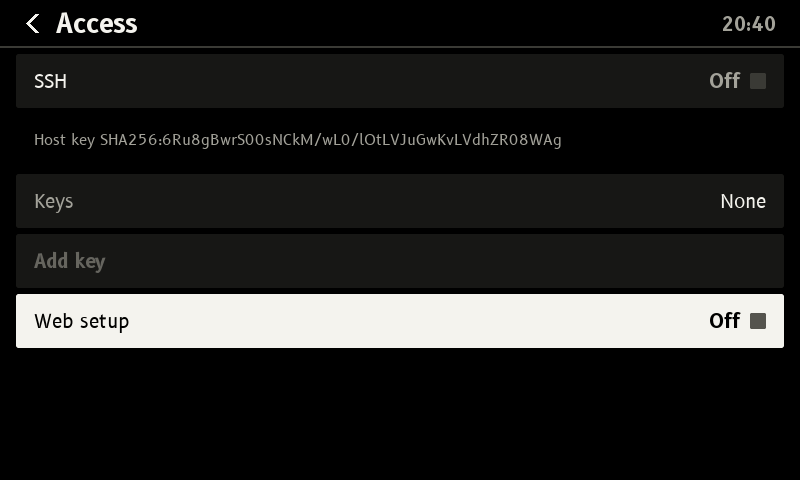 Access
20:40
SSH
Off
Host key SHA256:6Ru8gBwrS00sNCkM/wL0/lOtLVJuGwKvLVdhZR08WAg
Keys
None
Add key
Web setup
Off